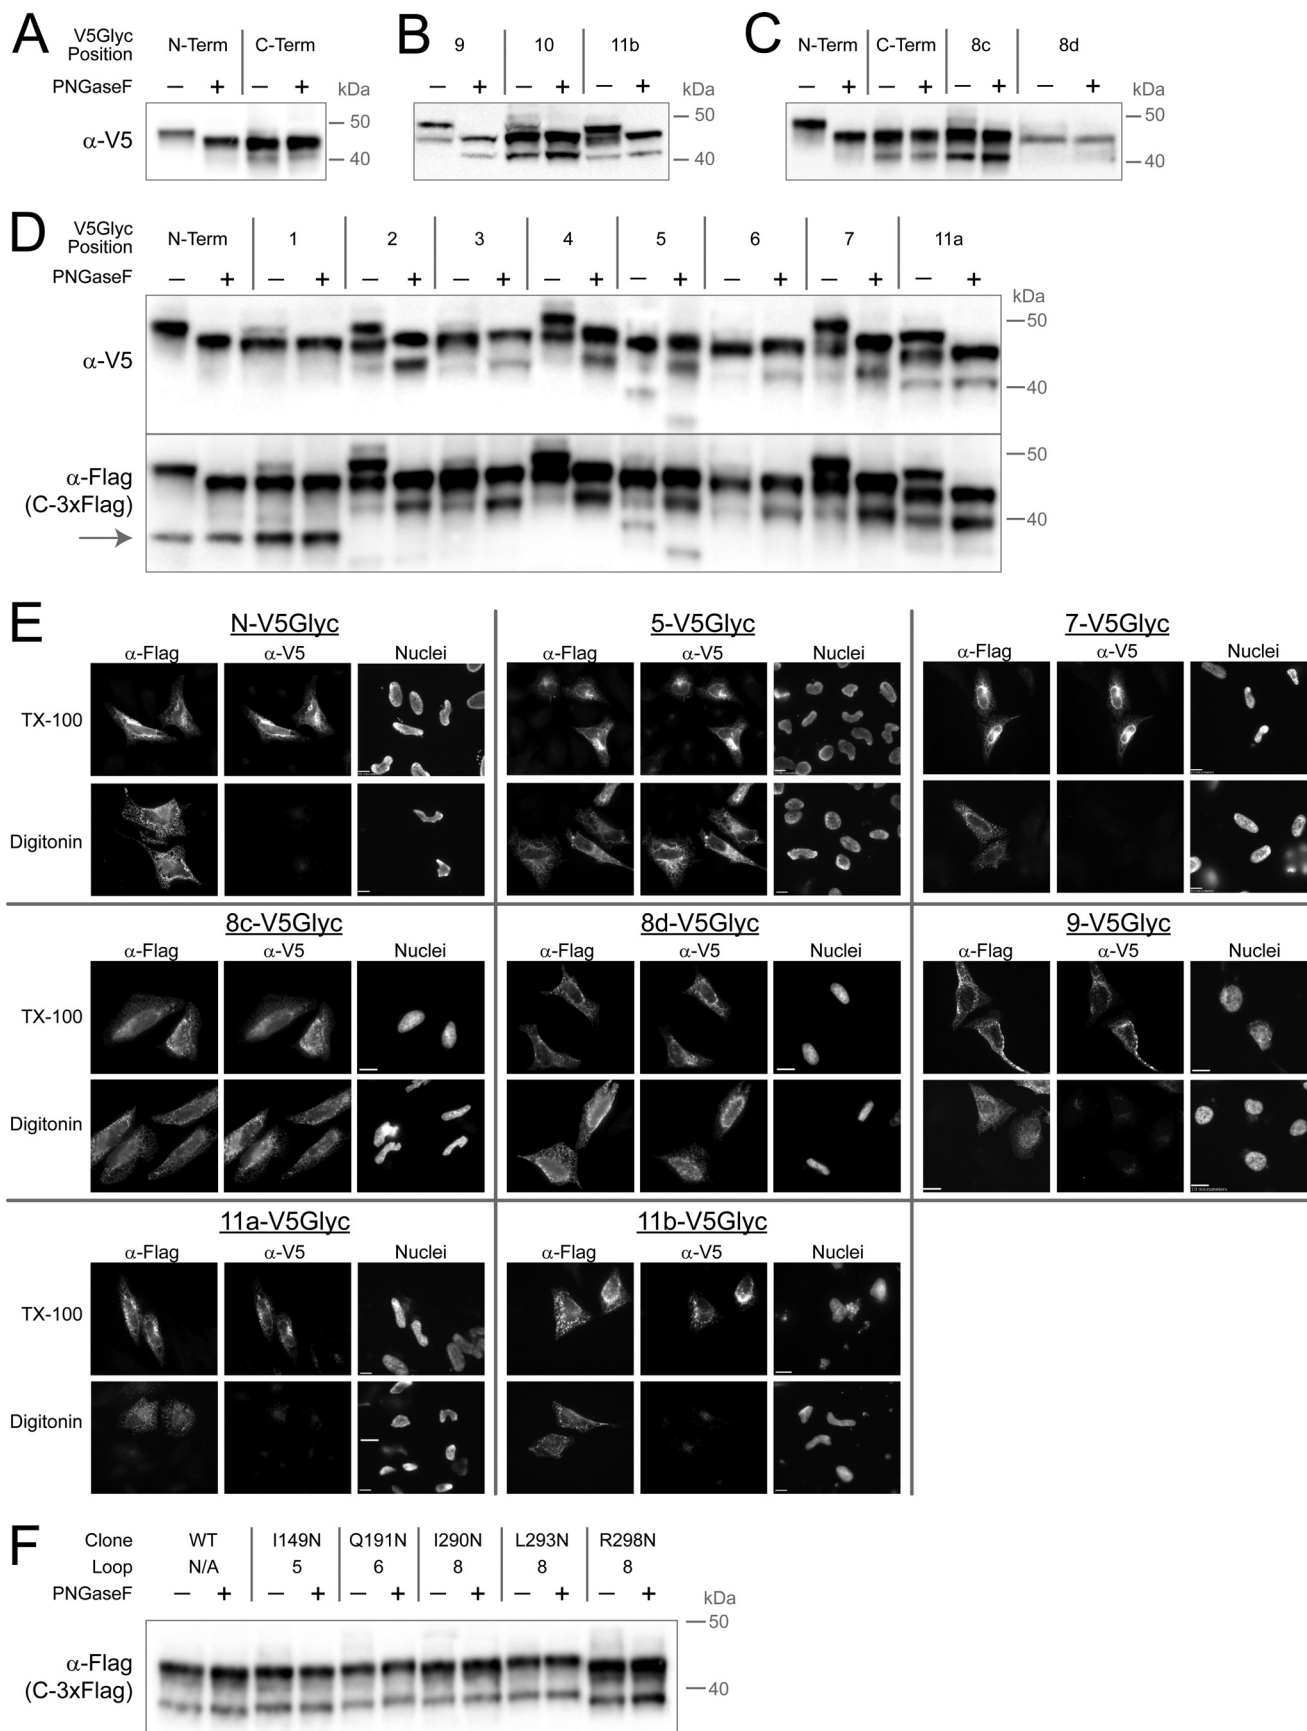 A
V5Glyc
Position
N-Term
C-Term
PNGaseF
— + — +
kDa
α-V5
50
40
B
9
10
11b
— + — + — +
kDa
50
40
C
N-Term
C-Term
8c
8d
— + — + — + — +
kDa
50
40
D
V5Glyc
Position
N-Term
1
2
3
4
5
6
7
11a
PNGaseF
— + — + — + — + — + — + — + — + — +
kDa
α-V5
50
40
α-Flag
(C-3xFlag)
50
40
E
N-V5Glyc
α-Flag α-V5 Nuclei
5-V5Glyc
α-Flag α-V5 Nuclei
7-V5Glyc
α-Flag α-V5 Nuclei
TX-100
Digitonin
8c-V5Glyc
α-Flag α-V5 Nuclei
8d-V5Glyc
α-Flag α-V5 Nuclei
9-V5Glyc
α-Flag α-V5 Nuclei
TX-100
Digitonin
11a-V5Glyc
α-Flag α-V5 Nuclei
11b-V5Glyc
α-Flag α-V5 Nuclei
TX-100
Digitonin
F
Clone WT I149N Q191N I290N L293N R298N
Loop N/A 5 6 8 8 8
PNGaseF — + — + — + — + — + — +
kDa
α-Flag
(C-3xFlag)
50
40